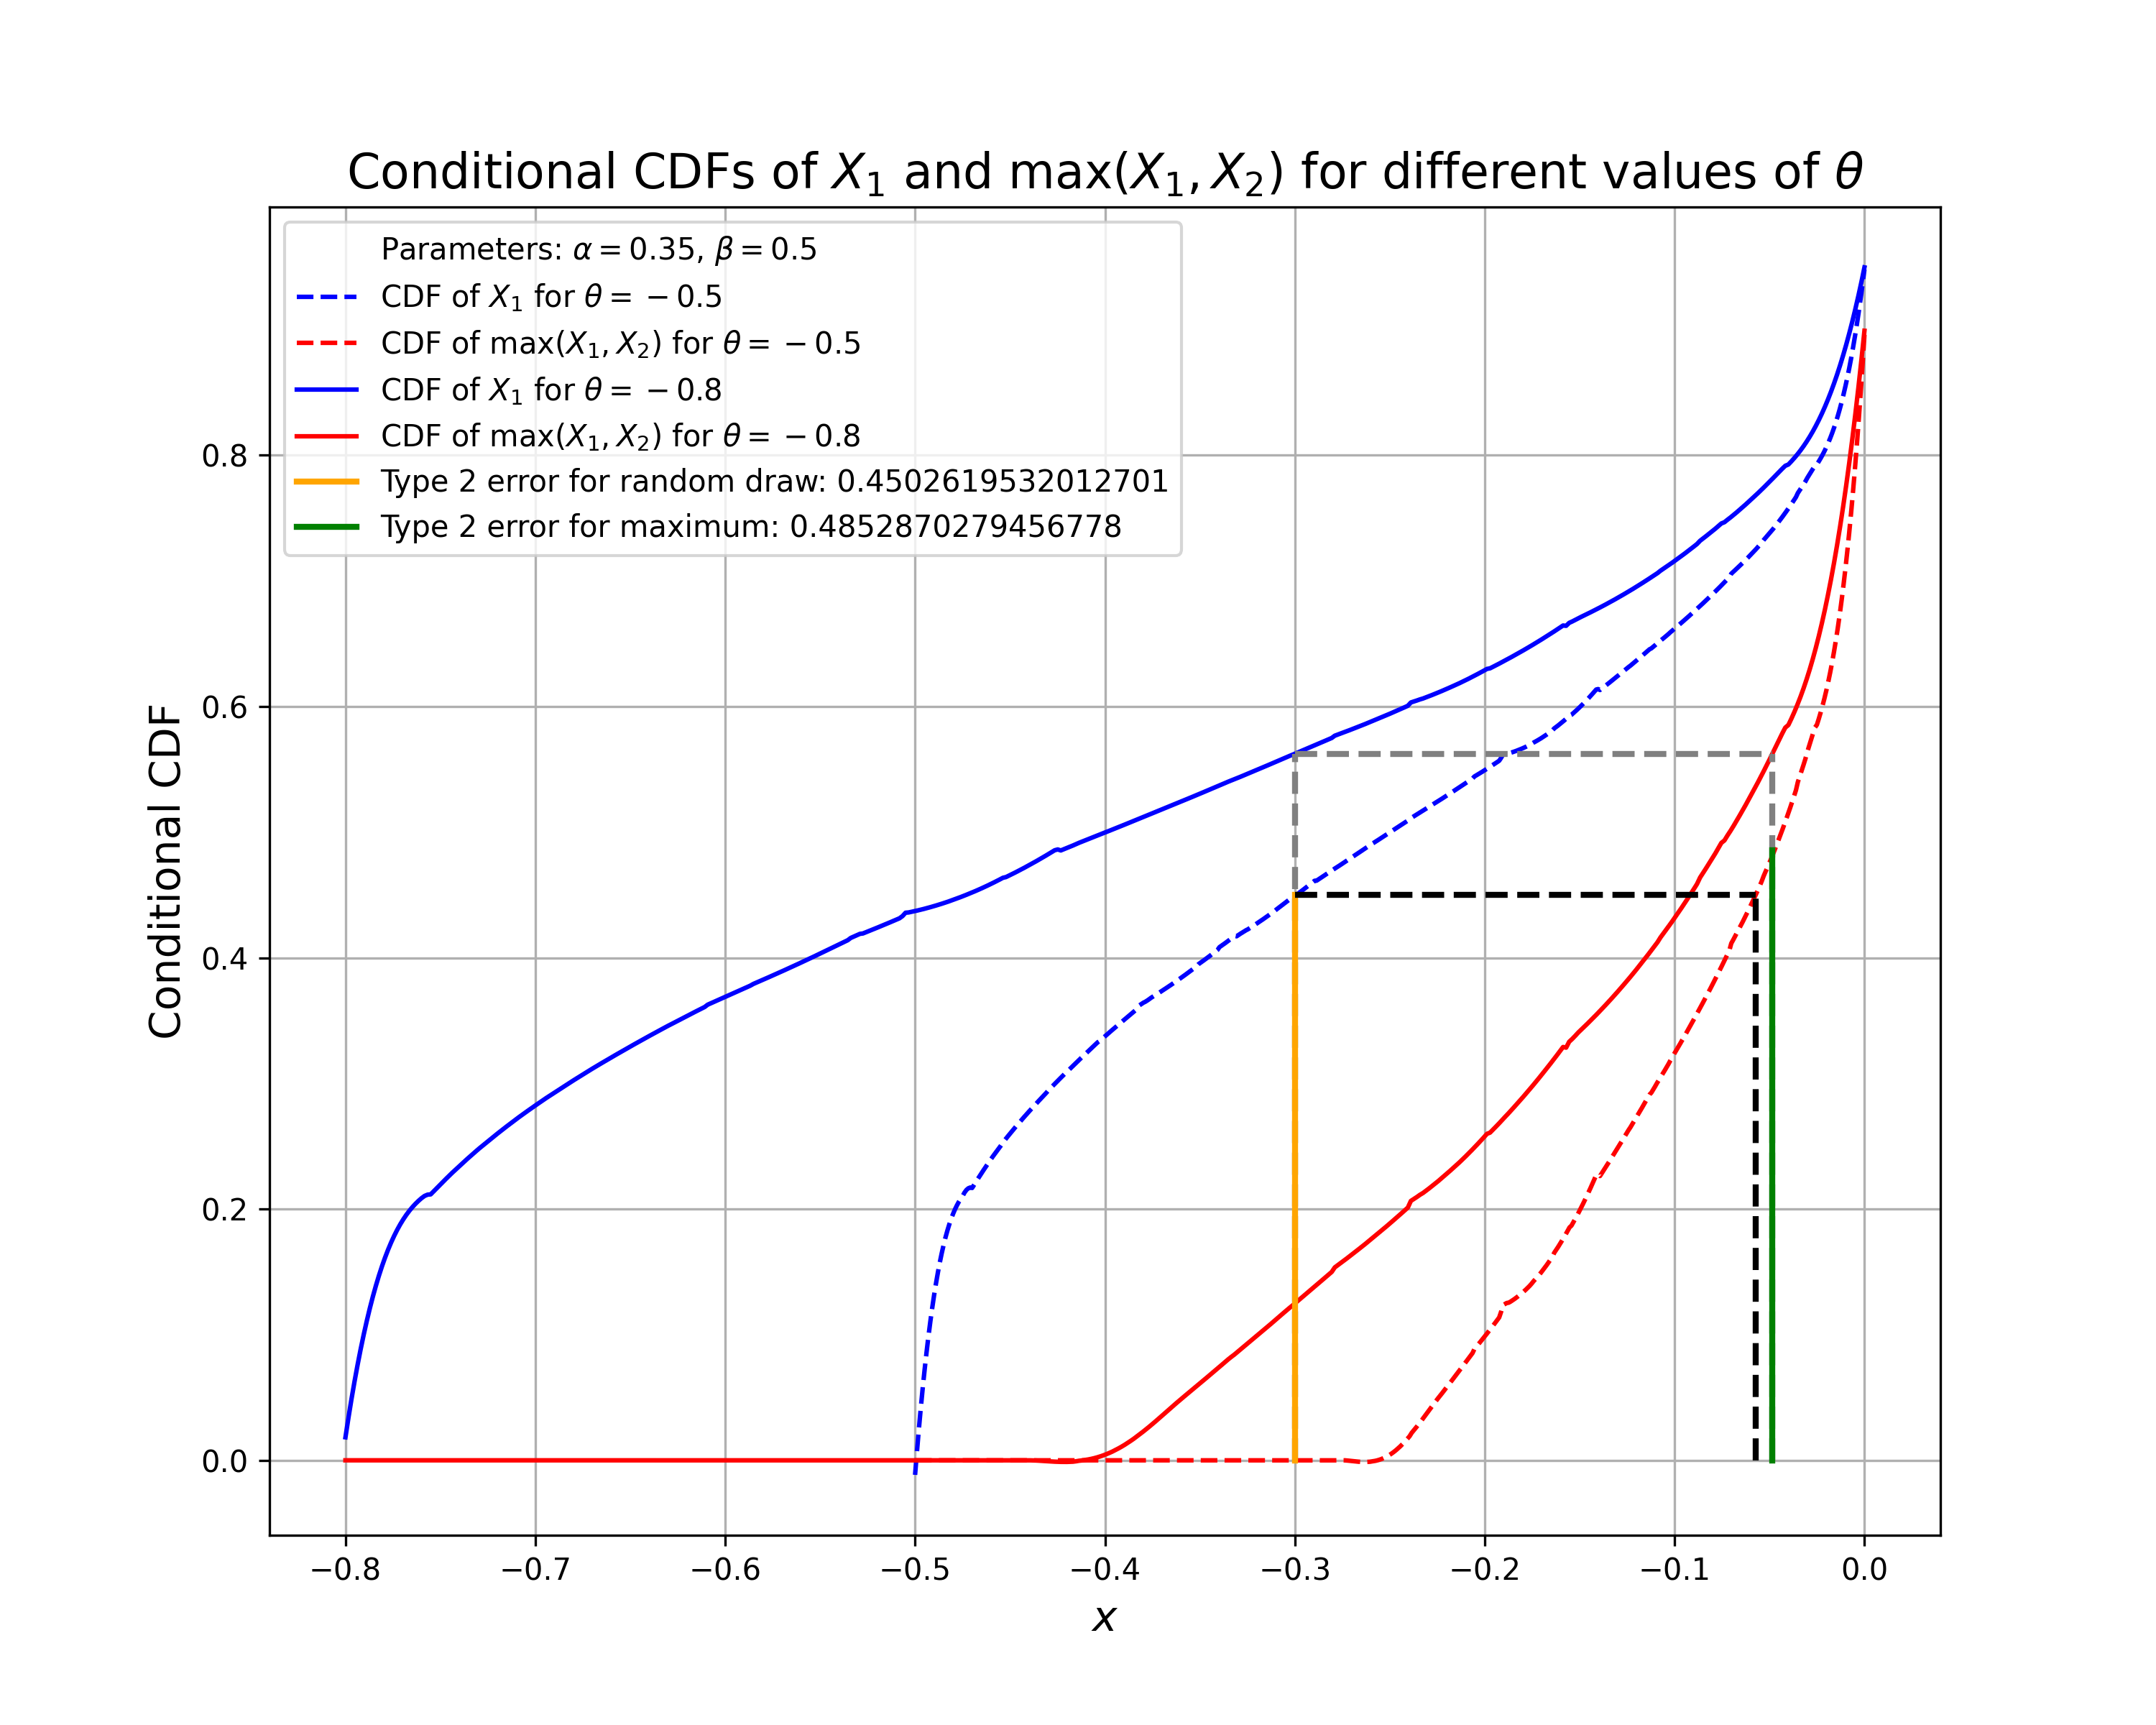 Conditional CDFs of X₁ and max(X₁, X₂) for different values of θ
Parameters: α = 0.35, β = 0.5
CDF of X₁ for θ = −0.5
CDF of max(X₁, X₂) for θ = −0.5
CDF of X₁ for θ = −0.8
CDF of max(X₁, X₂) for θ = −0.8
Type 2 error for random draw: 0.4502619532012701
Type 2 error for maximum: 0.4852870279456778
Conditional CDF
0.8
0.6
0.4
0.2
0.0
−0.8 −0.7 −0.6 −0.5 −0.4 −0.3 −0.2 −0.1 0.0
x